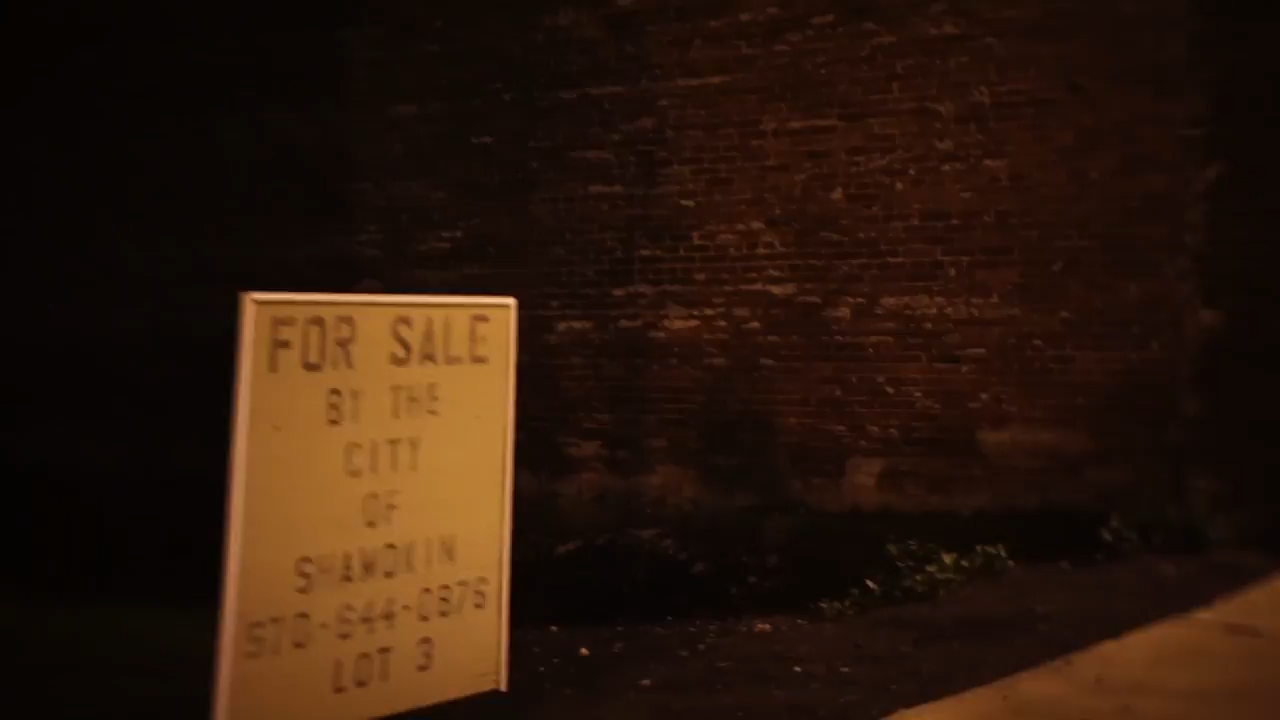 FOR SALE
BY THE
CITY
OF
SHAMOKIN
570-644-0876
LOT 3